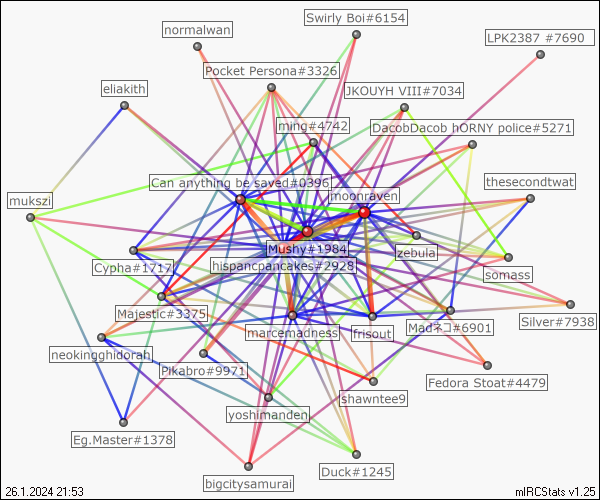 normalwan
Swirly Boi#6154
LPK2387 #7690
Pocket Persona#3326
eliakith
JKOUYH VIII#7034
ming#4742
DacobDacob hORNY police#5271
Can anything be saved#0396
thesecondtwat
moonraven
mukszi
Mushy#1984
zebula
hispancpancakes#2928
Cypha#1717
somass
Majestic#3375
marcemadness
frisout
Madネコ#6901
Silver#7938
neokingghidorah
Pikabro#9971
Fedora Stoat#4479
shawntee9
yoshimanden
Eg.Master#1378
Duck#1245
bigcitysamurai
26.1.2024 21:53
mIRCStats v1.25